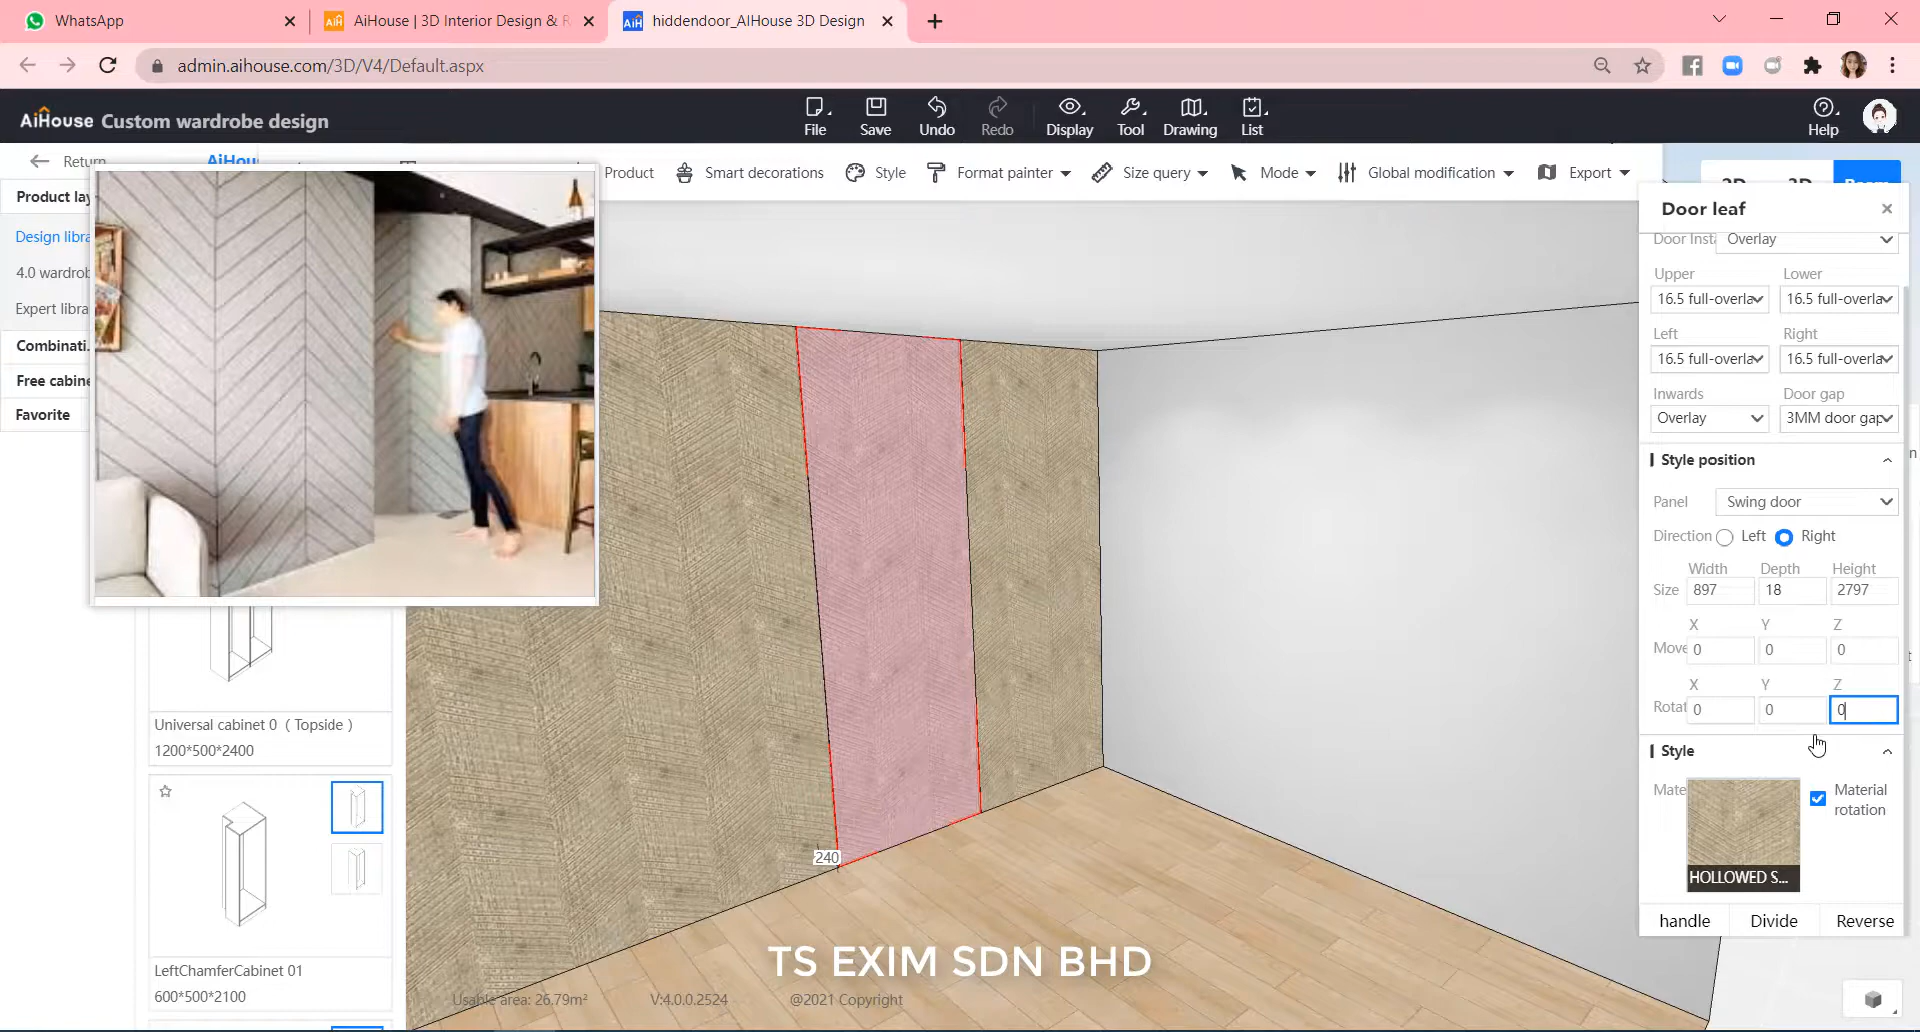 WhatsApp
AiHouse | 3D Interior Design & R
hiddendoor_AIHouse 3D Design
admin.aihouse.com/3D/V4/Default.aspx
AiHouse Custom wardrobe design
File
Save
Undo
Redo
Display
Tool
Drawing
List
Help
Return
AiHou
Product
Smart decorations
Style
Format painter
Size query
Mode
Global modification
Export
2D
3D
Room
Product lay
Design libra
4.0 wardrob
Expert libra
Combinati.
Free cabine
Favorite
Universal cabinet 0 ( Topside )
1200*500*2400
LeftChamferCabinet 01
600*500*2100
240
TS EXIM SDN BHD
Usable area: 26.79m²
V:4.0.0.2524
@2021 Copyright
Door leaf
Door Insta
Overlay
Upper
Lower
16.5 full-overla
16.5 full-overla
Left
Right
16.5 full-overla
16.5 full-overla
Inwards
Door gap
Overlay
3MM door gap
Style position
Panel
Swing door
Direction
Left
Right
Width
Depth
Height
Size
897
18
2797
X
Y
Z
Move
0
0
0
X
Y
Z
Rotat
0
0
0
Style
Mate
Material
rotation
HOLLOWED S...
handle
Divide
Reverse